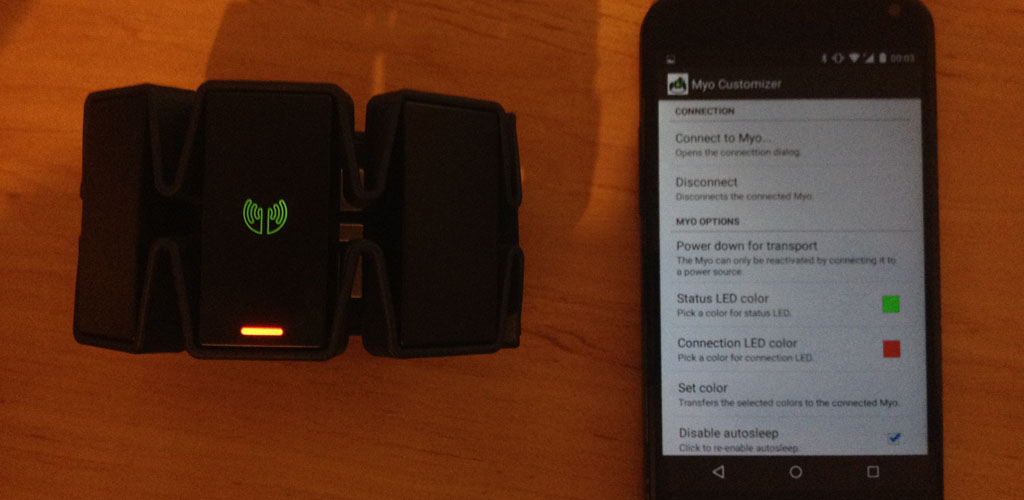 00:03
Myo Customizer
CONNECTION
Connect to Myo...
Opens the connecttion dialog.
Disconnect
Disconnects the connected Myo.
MYO OPTIONS
Power down for transport
The Myo can only be reactivated by connecting it to
a power source.
Status LED color
Pick a color for status LED.
Connection LED color
Pick a color for connection LED.
Set color
Transfers the selected colors to the connected Myo.
Disable autosleep
Click to re-enable autosleep.